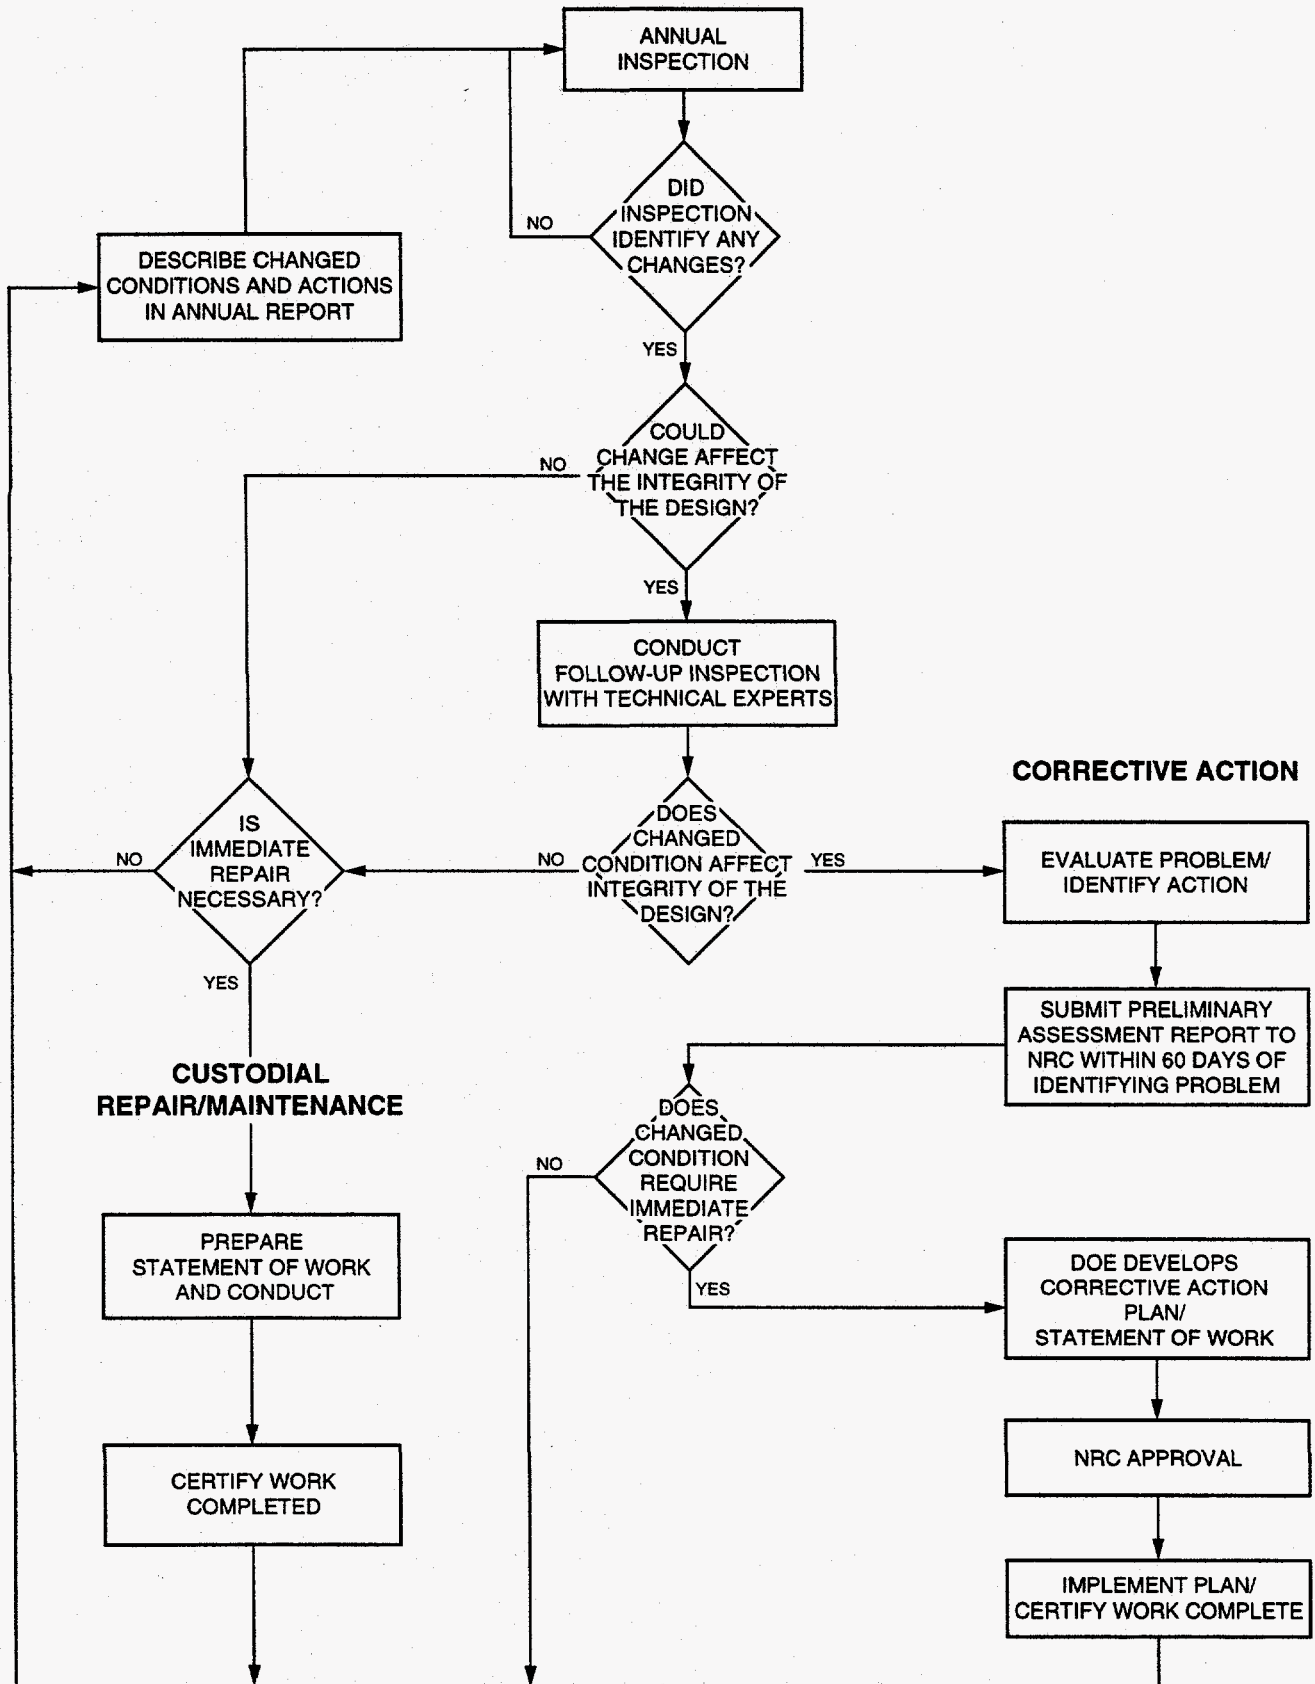 ANNUAL
INSPECTION
DID
INSPECTION
IDENTIFY ANY
CHANGES?
NO
DESCRIBE CHANGED
CONDITIONS AND ACTIONS
IN ANNUAL REPORT
YES
COULD
CHANGE AFFECT
THE INTEGRITY OF
THE DESIGN?
NO
YES
CONDUCT
FOLLOW-UP INSPECTION
WITH TECHNICAL EXPERTS
CORRECTIVE ACTION
IS
IMMEDIATE
REPAIR
NECESSARY?
NO
DOES
CHANGED
CONDITION AFFECT
INTEGRITY OF THE
DESIGN?
NO
YES
EVALUATE PROBLEM/
IDENTIFY ACTION
YES
SUBMIT PRELIMINARY
ASSESSMENT REPORT TO
NRC WITHIN 60 DAYS OF
IDENTIFYING PROBLEM
CUSTODIAL
REPAIR/MAINTENANCE
DOES
CHANGED
CONDITION
REQUIRE
IMMEDIATE
REPAIR?
NO
YES
PREPARE
STATEMENT OF WORK
AND CONDUCT
DOE DEVELOPS
CORRECTIVE ACTION
PLAN/
STATEMENT OF WORK
CERTIFY WORK
COMPLETED
NRC APPROVAL
IMPLEMENT PLAN/
CERTIFY WORK COMPLETE